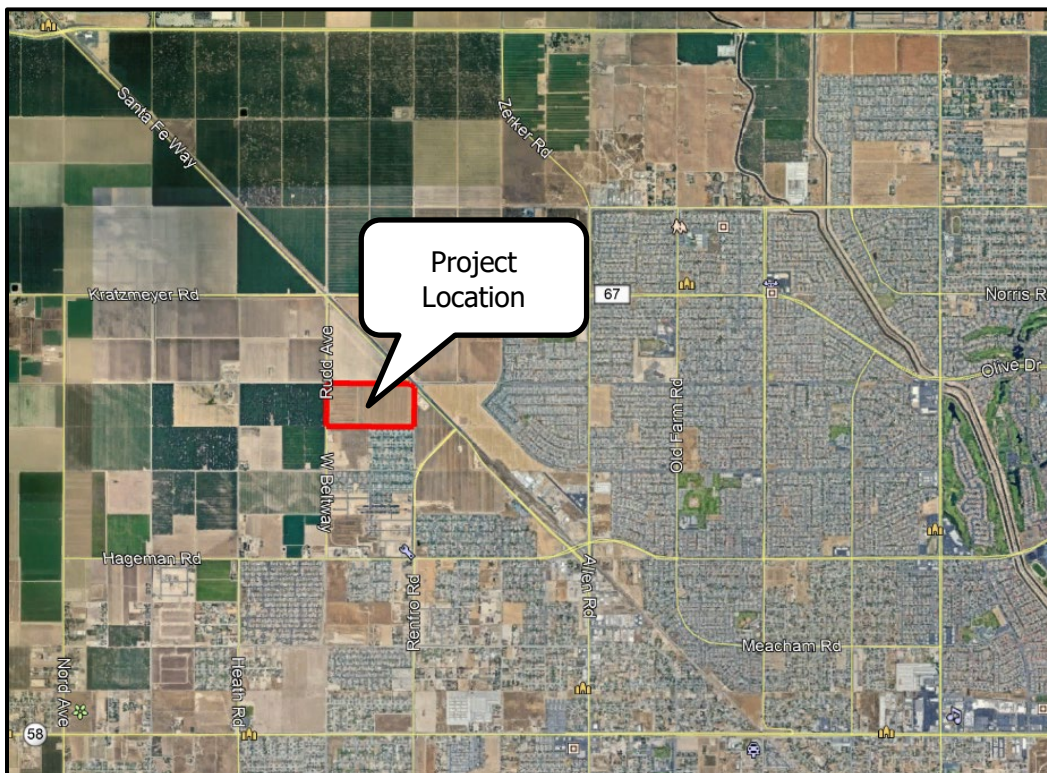 Santa Fe Way
Zerker Rd
Project
Location
Kratzmeyer Rd
67
Norris R
Rudd Ave
Olive Dr
Old Farm Rd
W Beltway
Hageman Rd
Allen Rd
Renfro Rd
Meacham Rd
Nord Ave
Heath Rd
58